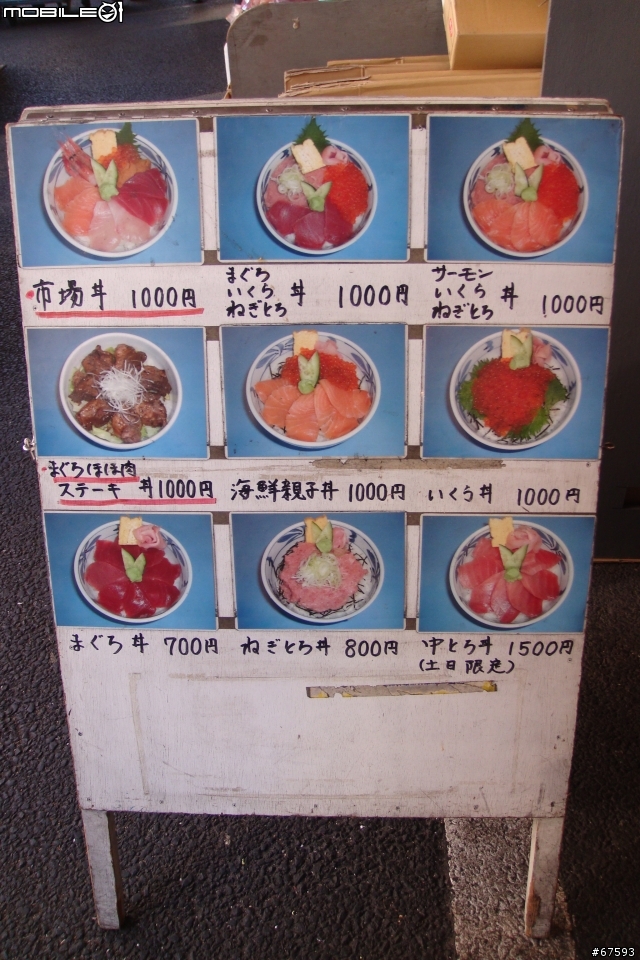 MOBILE01
市場丼 1000円
まぐろ
いくら 丼 1000円
ねぎとろ
サーモン
いくら 丼 1000円
ねぎとろ
まぐろほほ肉
ステーキ 丼 1000円
海鮮親子丼 1000円
いくら丼 1000円
まぐろ丼 700円
ねぎとろ丼 800円
中とろ丼 1500円
(土日限定)
#67593